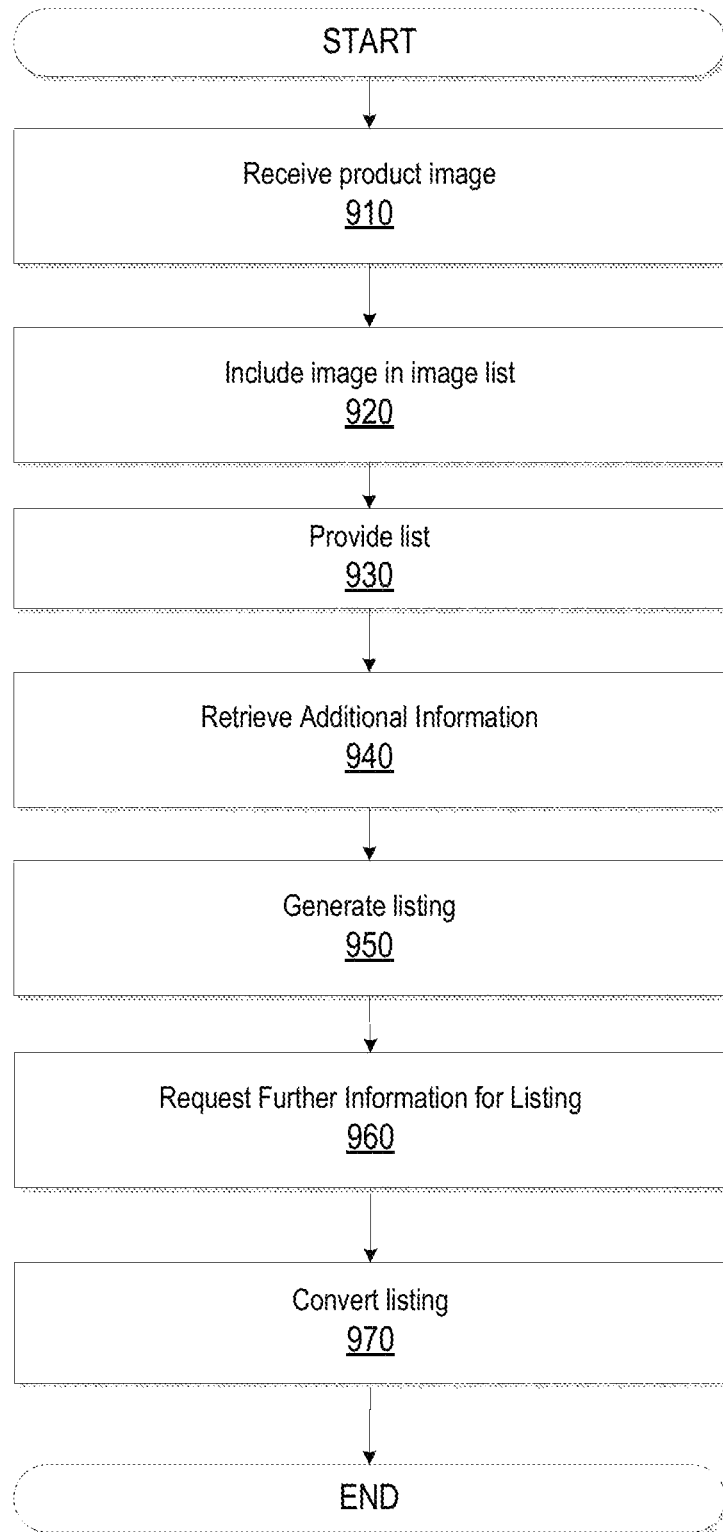 START
Receive product image
910
Include image in image list
920
Provide list
930
Retrieve Additional Information
940
Generate listing
950
Request Further Information for Listing
960
Convert listing
970
END